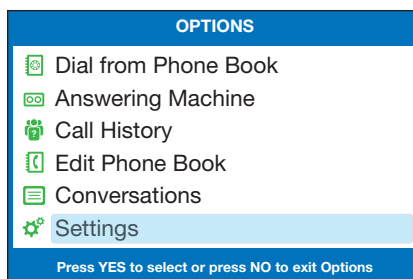 OPTIONS
Dial from Phone Book
Answering Machine
Call History
Edit Phone Book
Conversations
Settings
Press YES to select or press NO to exit Options